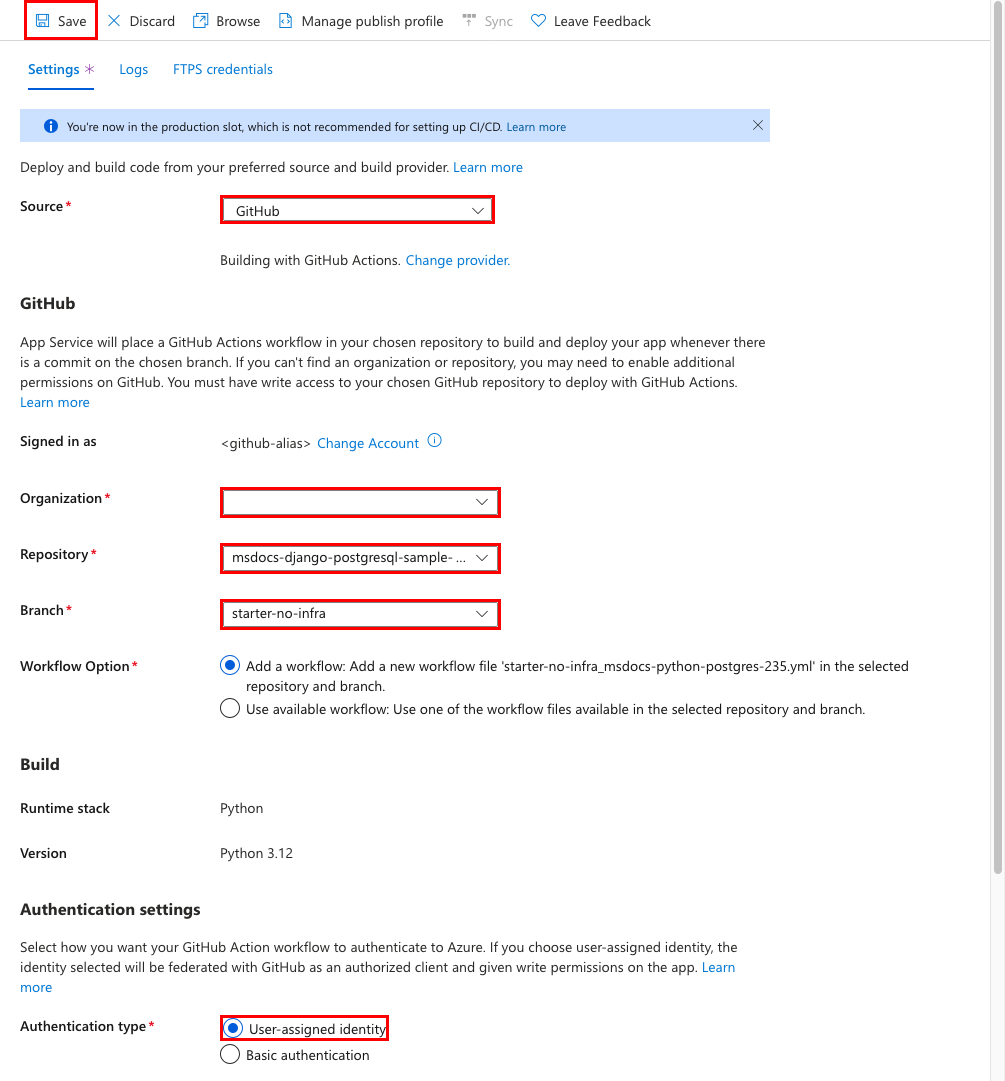 Save Discard Browse Manage publish profile Sync Leave Feedback
Settings * Logs FTPS credentials
You're now in the production slot, which is not recommended for setting up CI/CD. Learn more
Deploy and build code from your preferred source and build provider. Learn more
Source* GitHub
Building with GitHub Actions. Change provider.
GitHub
App Service will place a GitHub Actions workflow in your chosen repository to build and deploy your app whenever there
is a commit on the chosen branch. If you can't find an organization or repository, you may need to enable additional
permissions on GitHub. You must have write access to your chosen GitHub repository to deploy with GitHub Actions.
Learn more
Signed in as <github-alias> Change Account
Organization*
Repository* msdocs-django-postgresql-sample- ...
Branch* starter-no-infra
Workflow Option* Add a workflow: Add a new workflow file 'starter-no-infra_msdocs-python-postgres-235.yml' in the selected
repository and branch.
Use available workflow: Use one of the workflow files available in the selected repository and branch.
Build
Runtime stack Python
Version Python 3.12
Authentication settings
Select how you want your GitHub Action workflow to authenticate to Azure. If you choose user-assigned identity, the
identity selected will be federated with GitHub as an authorized client and given write permissions on the app. Learn
more
Authentication type* User-assigned identity
Basic authentication